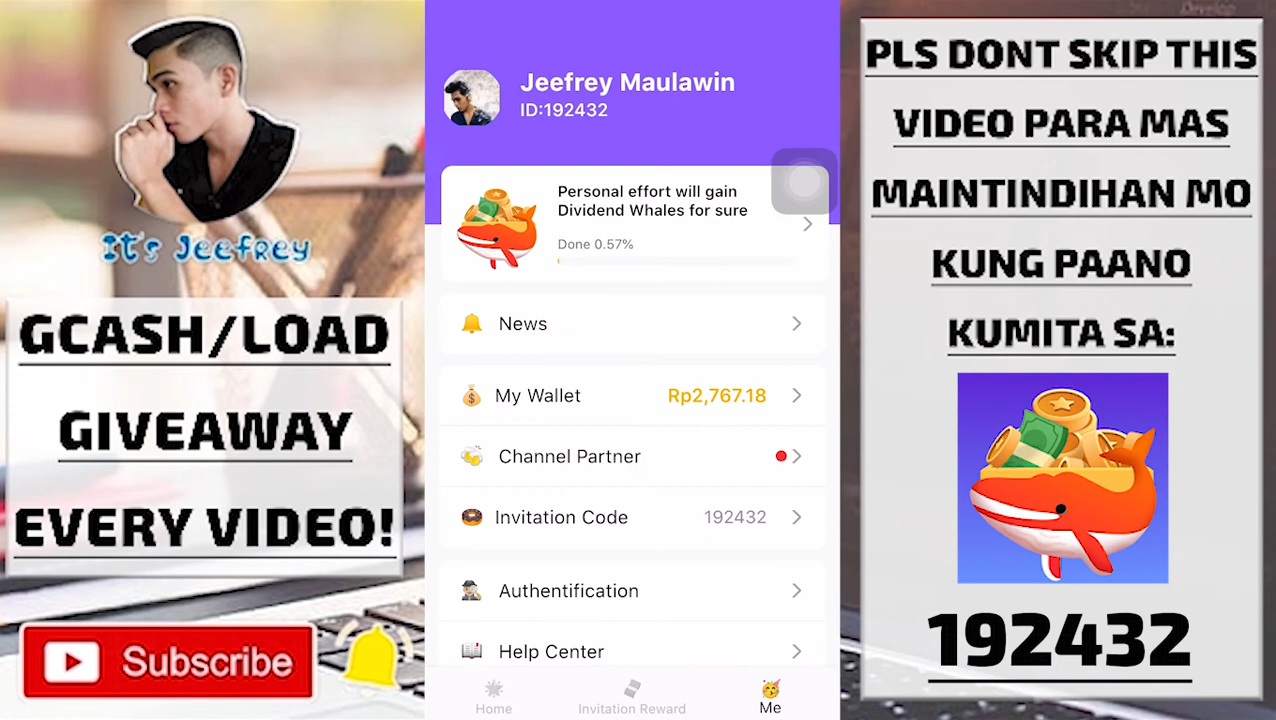 It's Jeefrey
GCASH/LOAD
GIVEAWAY
EVERY VIDEO!
Subscribe
Jeefrey Maulawin
ID:192432
Personal effort will gain
Dividend Whales for sure
Done 0.57%
News
My Wallet Rp2,767.18
Channel Partner
Invitation Code 192432
Authentification
Help Center
Home Invitation Reward Me
Develop
PLS DONT SKIP THIS
VIDEO PARA MAS
MAINTINDIHAN MO
KUNG PAANO
KUMITA SA:
192432